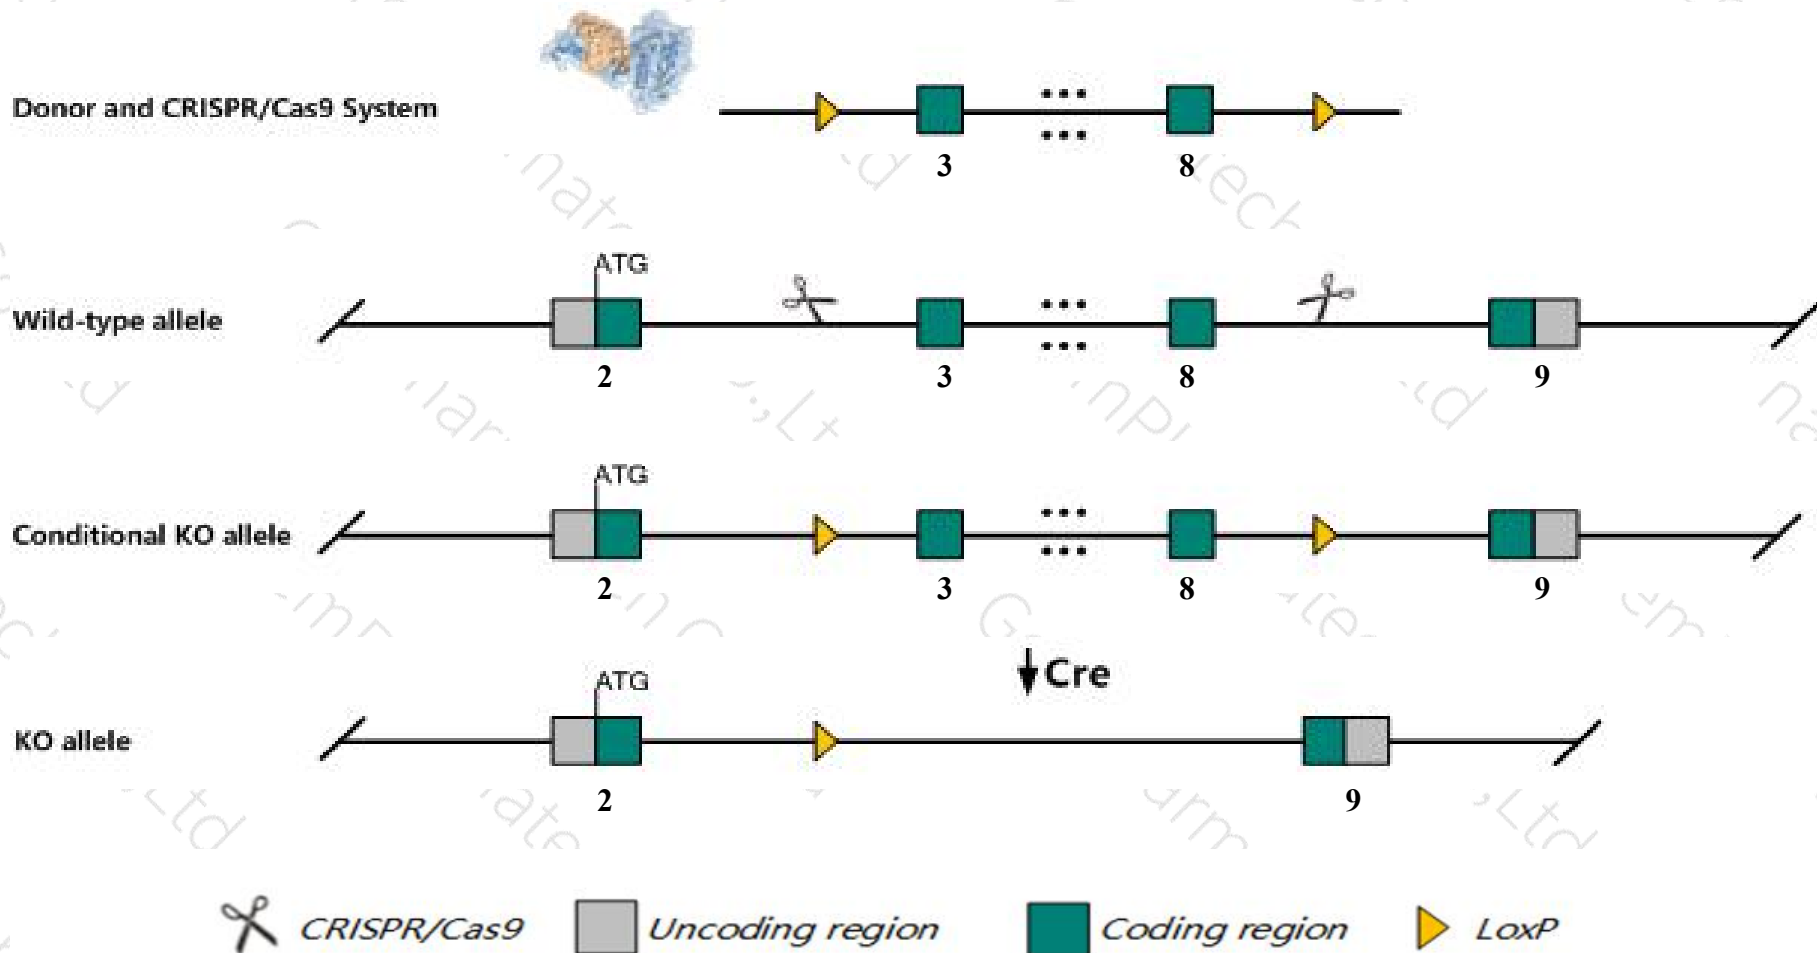 Donor and CRISPR/Cas9 System
3 8
ATG
Wild-type allele
2 3 8 9
ATG
Conditional KO allele
2 3 8 9
Cre
ATG
KO allele
2 9
CRISPR/Cas9 Uncoding region Coding region LoxP